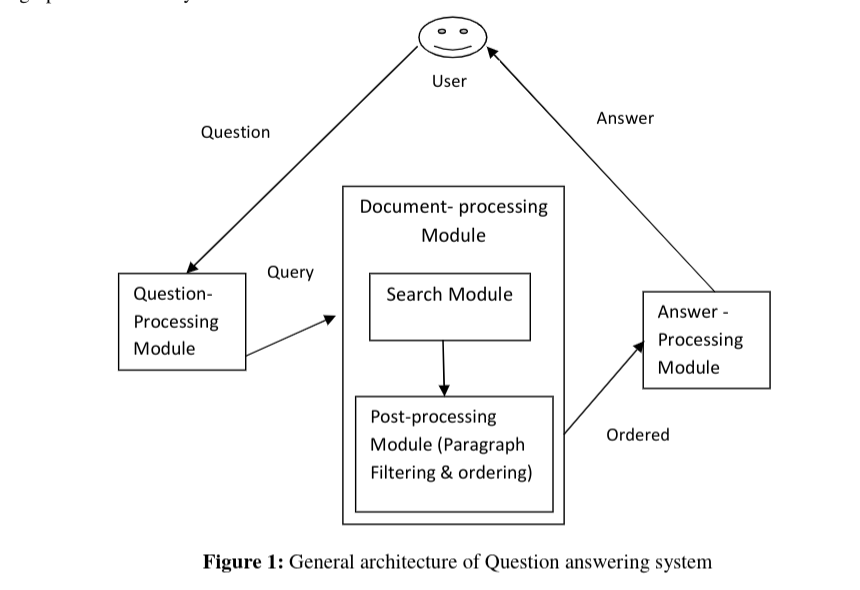 User
Question
Answer
Document- processing
Module
Query
Search Module
Question-
Processing
Module
Answer -
Processing
Module
Post-processing
Module (Paragraph
Filtering & ordering)
Ordered
Figure 1: General architecture of Question answering system